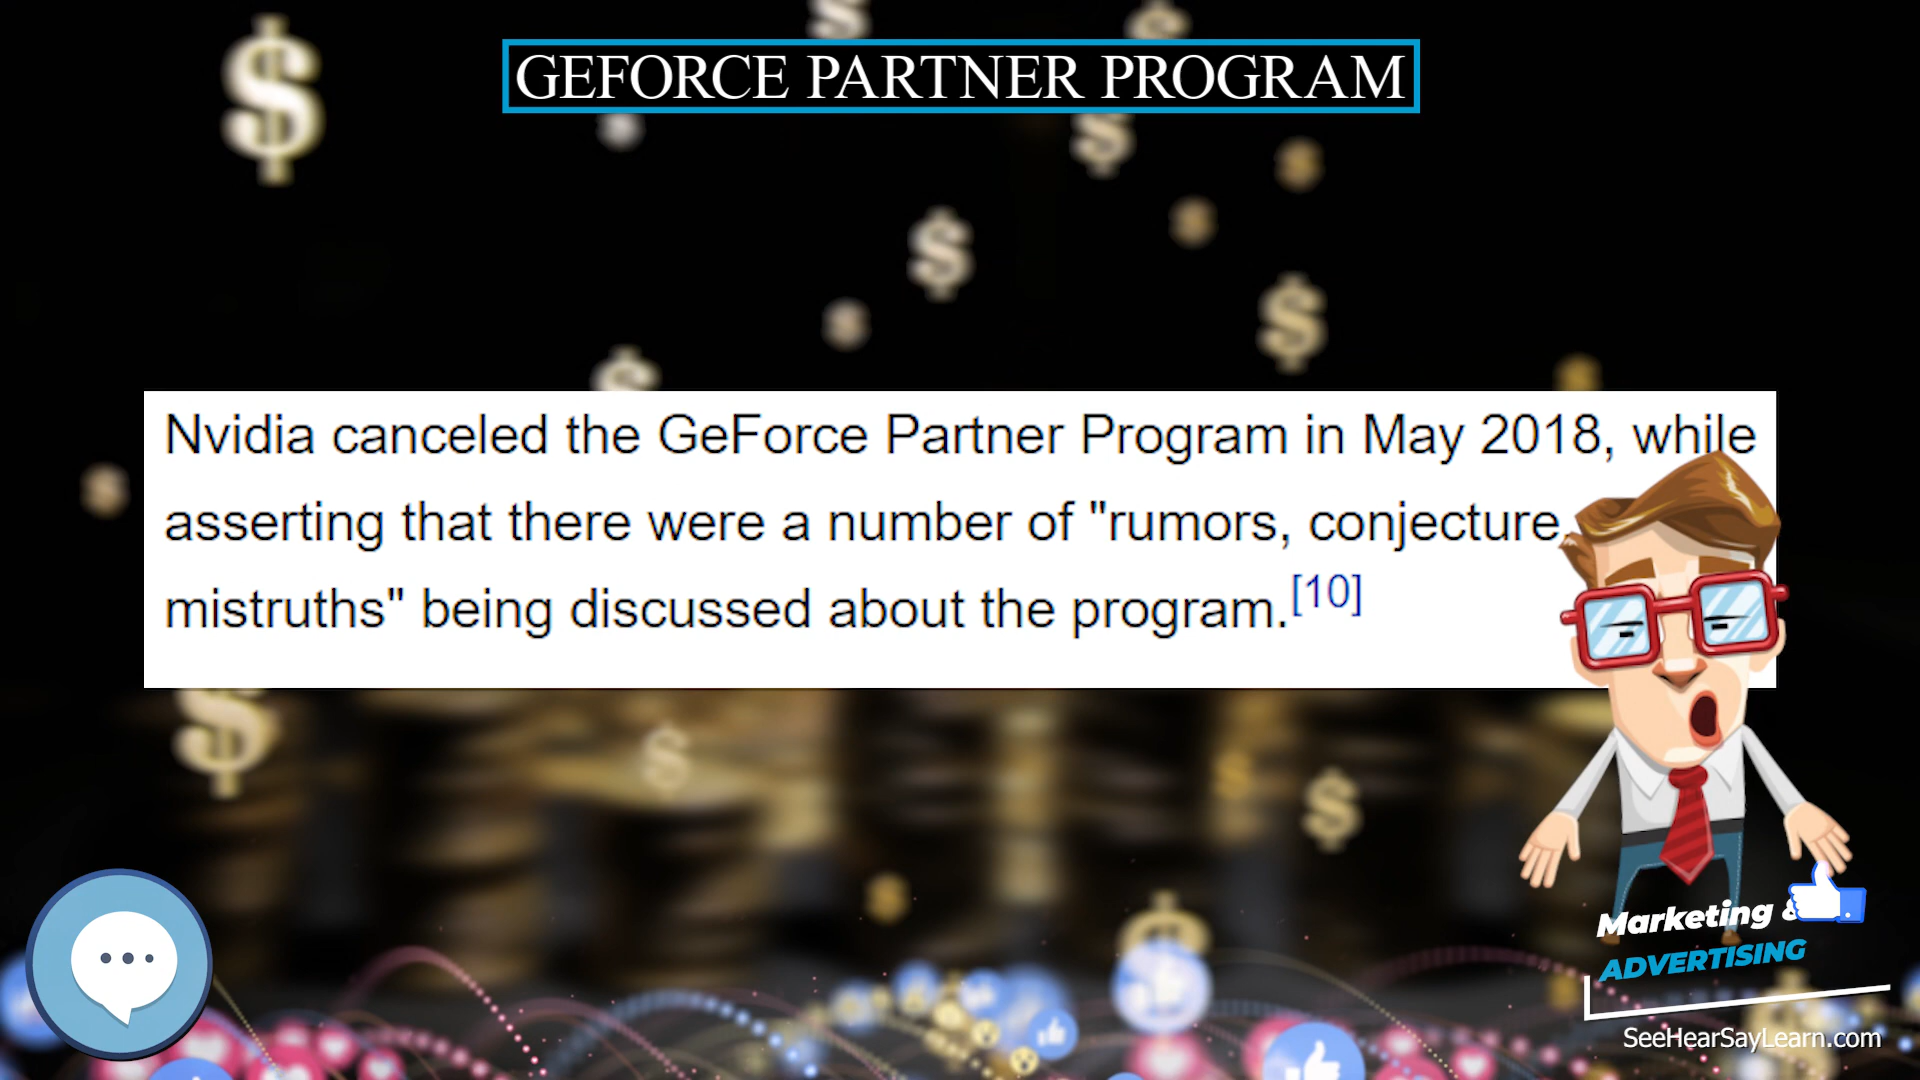 GEFORCE PARTNER PROGRAM
Nvidia canceled the GeForce Partner Program in May 2018, while
asserting that there were a number of "rumors, conjecture,
mistruths" being discussed about the program.[10]
Marketing &
ADVERTISING
SeeHearSayLearn.com